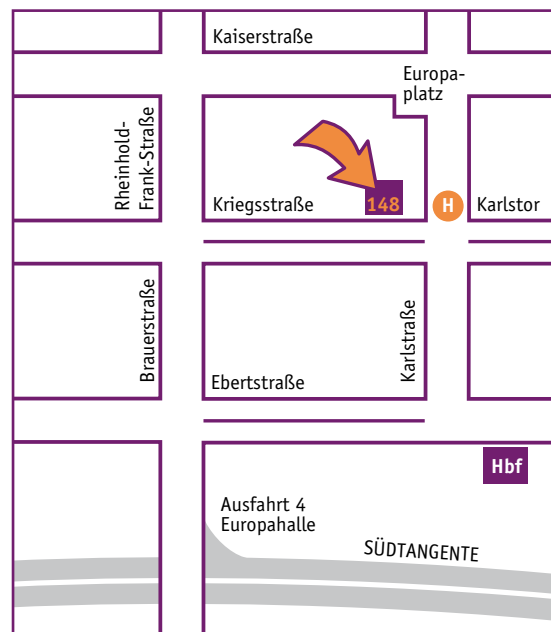 Kaiserstraße
Europa-
platz
Rheinhold-
Frank-Straße
Kriegsstraße
148
H
Karlstor
Brauerstraße
Ebertstraße
Karlstraße
Hbf
Ausfahrt 4
Europahalle
SÜDTANGENTE